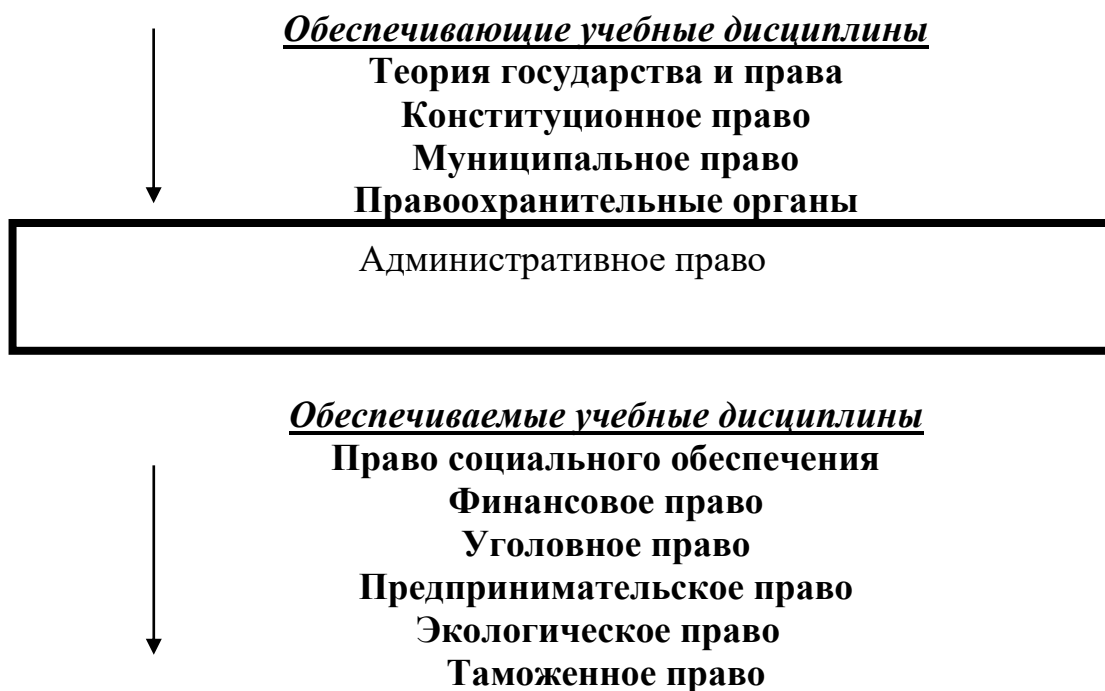 Обеспечивающие учебные дисциплины
Теория государства и права
Конституционное право
Муниципальное право
Правоохранительные органы
Административное право
Обеспечиваемые учебные дисциплины
Право социального обеспечения
Финансовое право
Уголовное право
Предпринимательское право
Экологическое право
Таможенное право